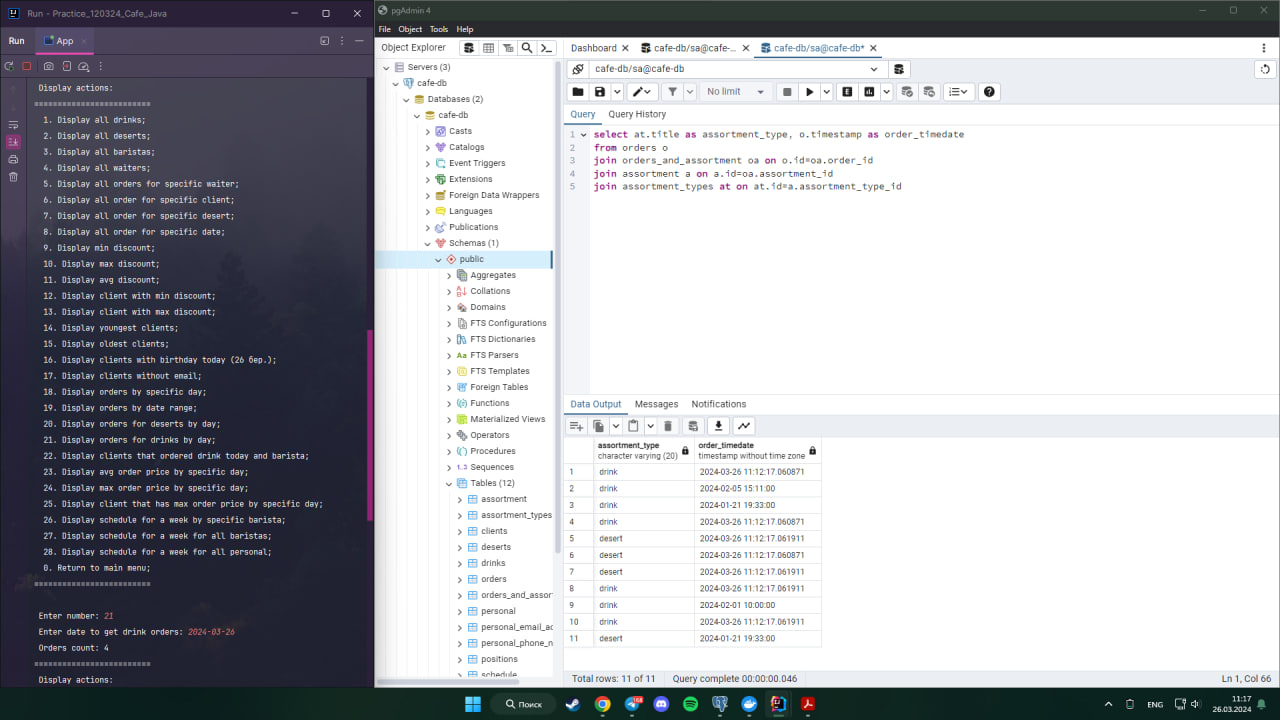 Run - Practice_120324_Cafe_Java
Run
App
Display actions:
==========================
1. Display all drinks;
2. Display all deserts;
3. Display all baristas;
4. Display all waiters;
5. Display all orders for specific waiter;
6. Display all order for specific client;
7. Display all order for specific desert;
8. Display all order for specific date;
9. Display min discount;
10. Display max discount;
11. Display avg discount;
12. Display client with min discount;
13. Display client with max discount;
14. Display youngest clients;
15. Display oldest clients;
16. Display clients with birthday today (26 бер.);
17. Display clients without email;
18. Display orders by specific day;
19. Display orders by date range;
20. Display orders for deserts by day;
21. Display orders for drinks by day;
22. Display clients that ordered drink today and barista;
23. Display avg order price by specific day;
24. Display max order price by specific day;
25. Display client that has max order price by specific day;
26. Display schedule for a week by specific barista;
27. Display schedule for a week for all baristas;
28. Display schedule for a week for all personal;
0. Return to main menu;
==========================
Enter number: 21
Enter date to get drink orders: 2024-03-26
Orders count: 4
==========================
Display actions:
pgAdmin 4
File Object Tools Help
Object Explorer
Servers (3)
cafe-db
Databases (2)
cafe-db
Casts
Catalogs
Event Triggers
Extensions
Foreign Data Wrappers
Languages
Publications
Schemas (1)
public
Aggregates
Collations
Domains
FTS Configurations
FTS Dictionaries
Aa FTS Parsers
FTS Templates
Foreign Tables
Functions
Materialized Views
Operators
Procedures
1..3 Sequences
Tables (12)
assortment
assortment_types
clients
deserts
drinks
orders
orders_and_assor
personal
personal_email_ac
personal_phone_n
positions
schedule
Dashboard cafe-db/sa@cafe-... cafe-db/sa@cafe-db*
cafe-db/sa@cafe-db
No limit
Query Query History
1 select at.title as assortment_type, o.timestamp as order_timedate
2 from orders o
3 join orders_and_assortment oa on o.id=oa.order_id
4 join assortment a on a.id=oa.assortment_id
5 join assortment_types at on at.id=a.assortment_type_id
Data Output Messages Notifications
assortment_type order_timedate
character varying (20) timestamp without time zone
1 drink 2024-03-26 11:12:17.060871
2 drink 2024-02-05 15:11:00
3 drink 2024-01-21 19:33:00
4 drink 2024-03-26 11:12:17.060871
5 desert 2024-03-26 11:12:17.061911
6 desert 2024-03-26 11:12:17.060871
7 desert 2024-03-26 11:12:17.061911
8 drink 2024-03-26 11:12:17.061911
9 drink 2024-02-01 10:00:00
10 drink 2024-03-26 11:12:17.061911
11 desert 2024-01-21 19:33:00
Total rows: 11 of 11 Query complete 00:00:00.046 Ln 1, Col 66
Поиск
168
ENG
11:17
26.03.2024